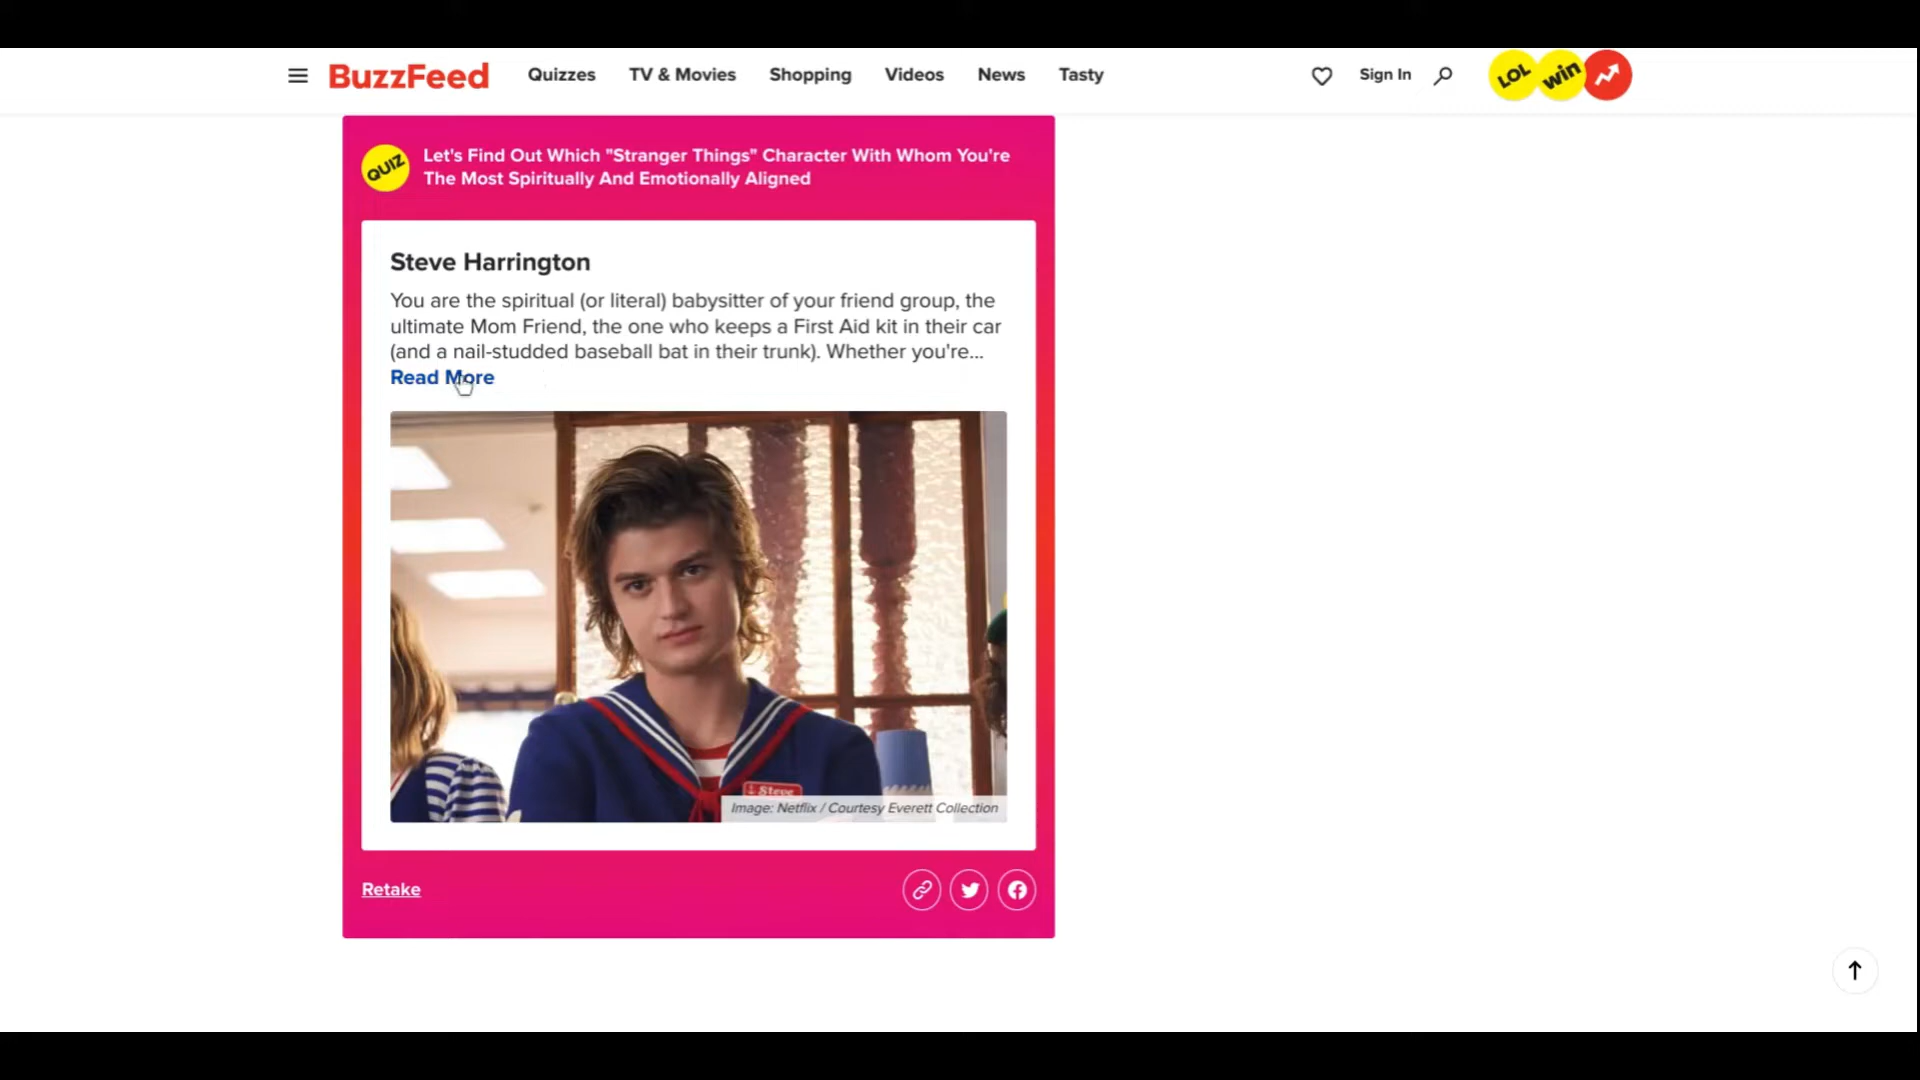 BuzzFeed Quizzes TV & Movies Shopping Videos News Tasty Sign In LOL win
QUIZ
Let's Find Out Which "Stranger Things" Character With Whom You're
The Most Spiritually And Emotionally Aligned
Steve Harrington
You are the spiritual (or literal) babysitter of your friend group, the
ultimate Mom Friend, the one who keeps a First Aid kit in their car
(and a nail-studded baseball bat in their trunk). Whether you're...
Read More
Steve
Image: Netflix / Courtesy Everett Collection
Retake